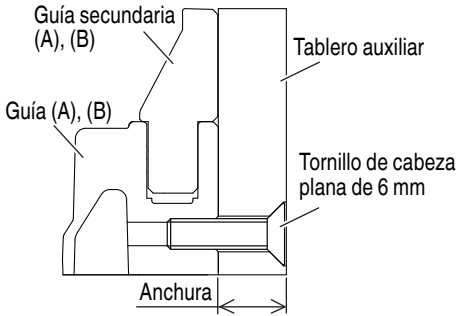 Guía secundaria
(A), (B)
Tablero auxiliar
Guía (A), (B)
Tornillo de cabeza
plana de 6 mm
Anchura